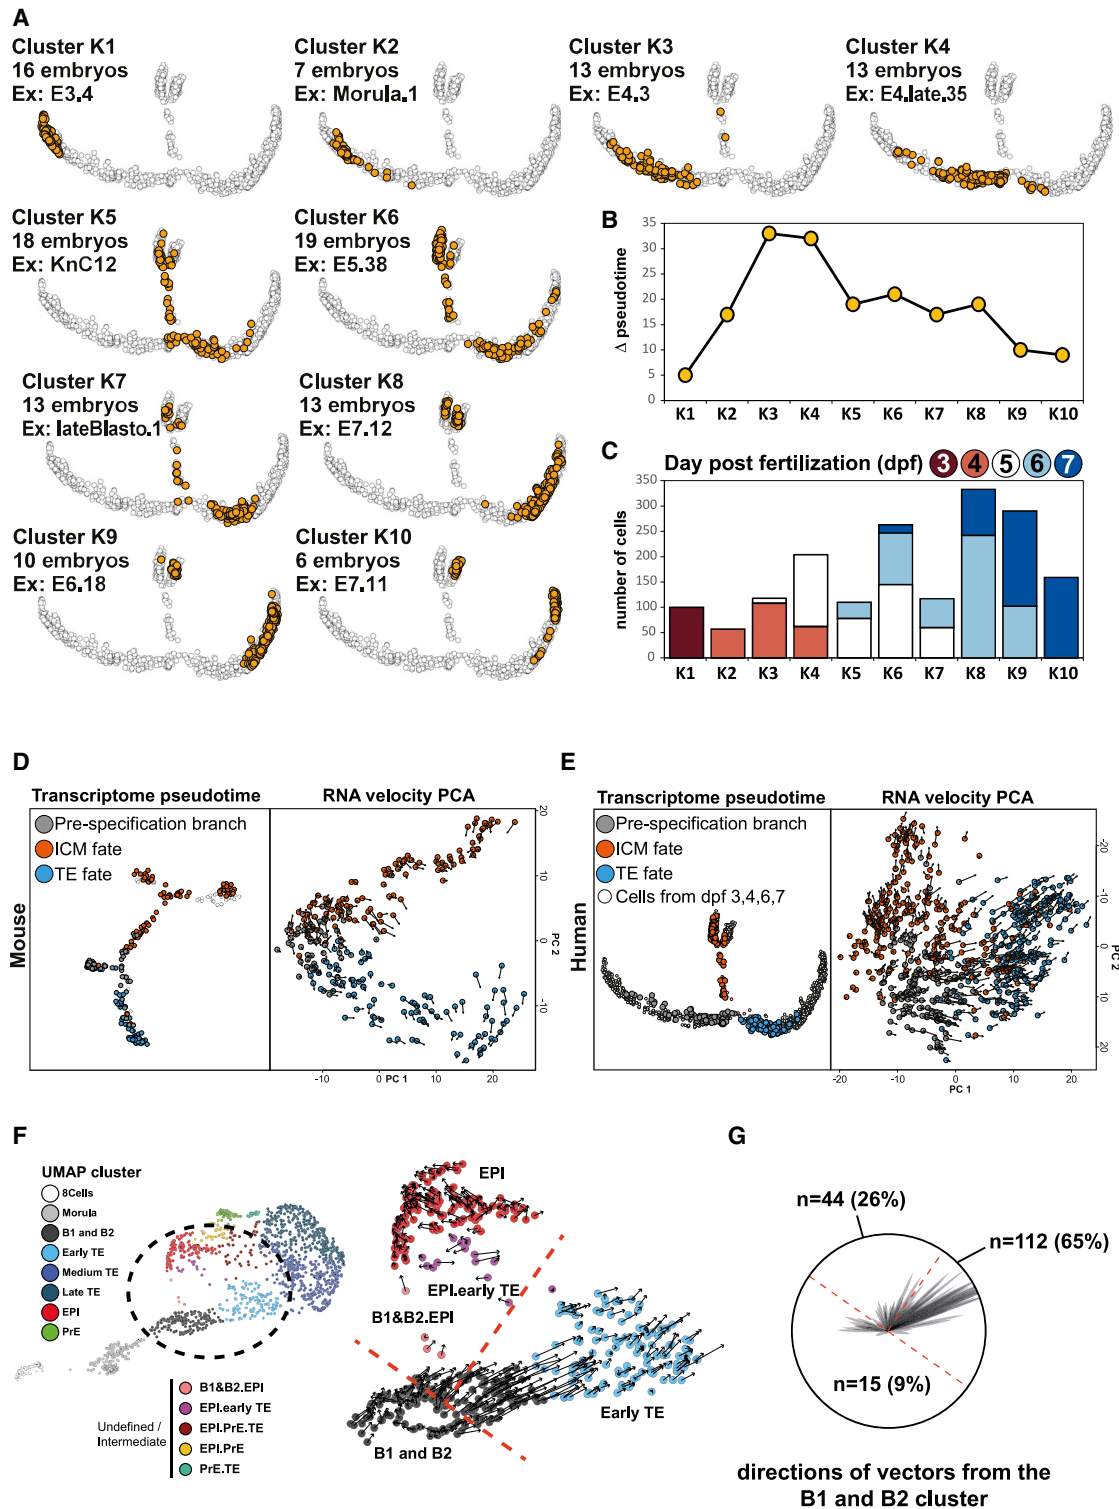 A
Cluster K1
16 embryos
Ex: E3.4
Cluster K2
7 embryos
Ex: Morula.1
Cluster K3
13 embryos
Ex: E4.3
Cluster K4
13 embryos
Ex: E4.late.35
Cluster K5
18 embryos
Ex: KnC12
Cluster K6
19 embryos
Ex: E5.38
Cluster K7
13 embryos
Ex: lateBlasto.1
Cluster K8
13 embryos
Ex: E7.12
Cluster K9
10 embryos
Ex: E6.18
Cluster K10
6 embryos
Ex: E7.11
B
Δ pseudotime
35
30
25
20
15
10
5
0
K1 K2 K3 K4 K5 K6 K7 K8 K9 K10
C
Day post fertilization (dpf) 3 4 5 6 7
number of cells
350
300
250
200
150
100
50
0
K1 K2 K3 K4 K5 K6 K7 K8 K9 K10
D
Mouse
Transcriptome pseudotime
Pre-specification branch
ICM fate
TE fate
RNA velocity PCA
20
10
0
-10
PC 2
-10 0 PC 1 10 20
E
Human
Transcriptome pseudotime
Pre-specification branch
ICM fate
TE fate
Cells from dpf 3,4,6,7
RNA velocity PCA
-20
-10
0
10
20
PC 2
-20 -10 0 10 20
PC 1
F
UMAP cluster
8Cells
Morula
B1 and B2
Early TE
Medium TE
Late TE
EPI
PrE
Undefined /
Intermediate
B1&B2.EPI
EPI.early TE
EPI.PrE.TE
EPI.PrE
PrE.TE
EPI
EPI.early TE
B1&B2.EPI
Early TE
B1 and B2
G
n=44 (26%)
n=112 (65%)
n=15 (9%)
directions of vectors from the
B1 and B2 cluster